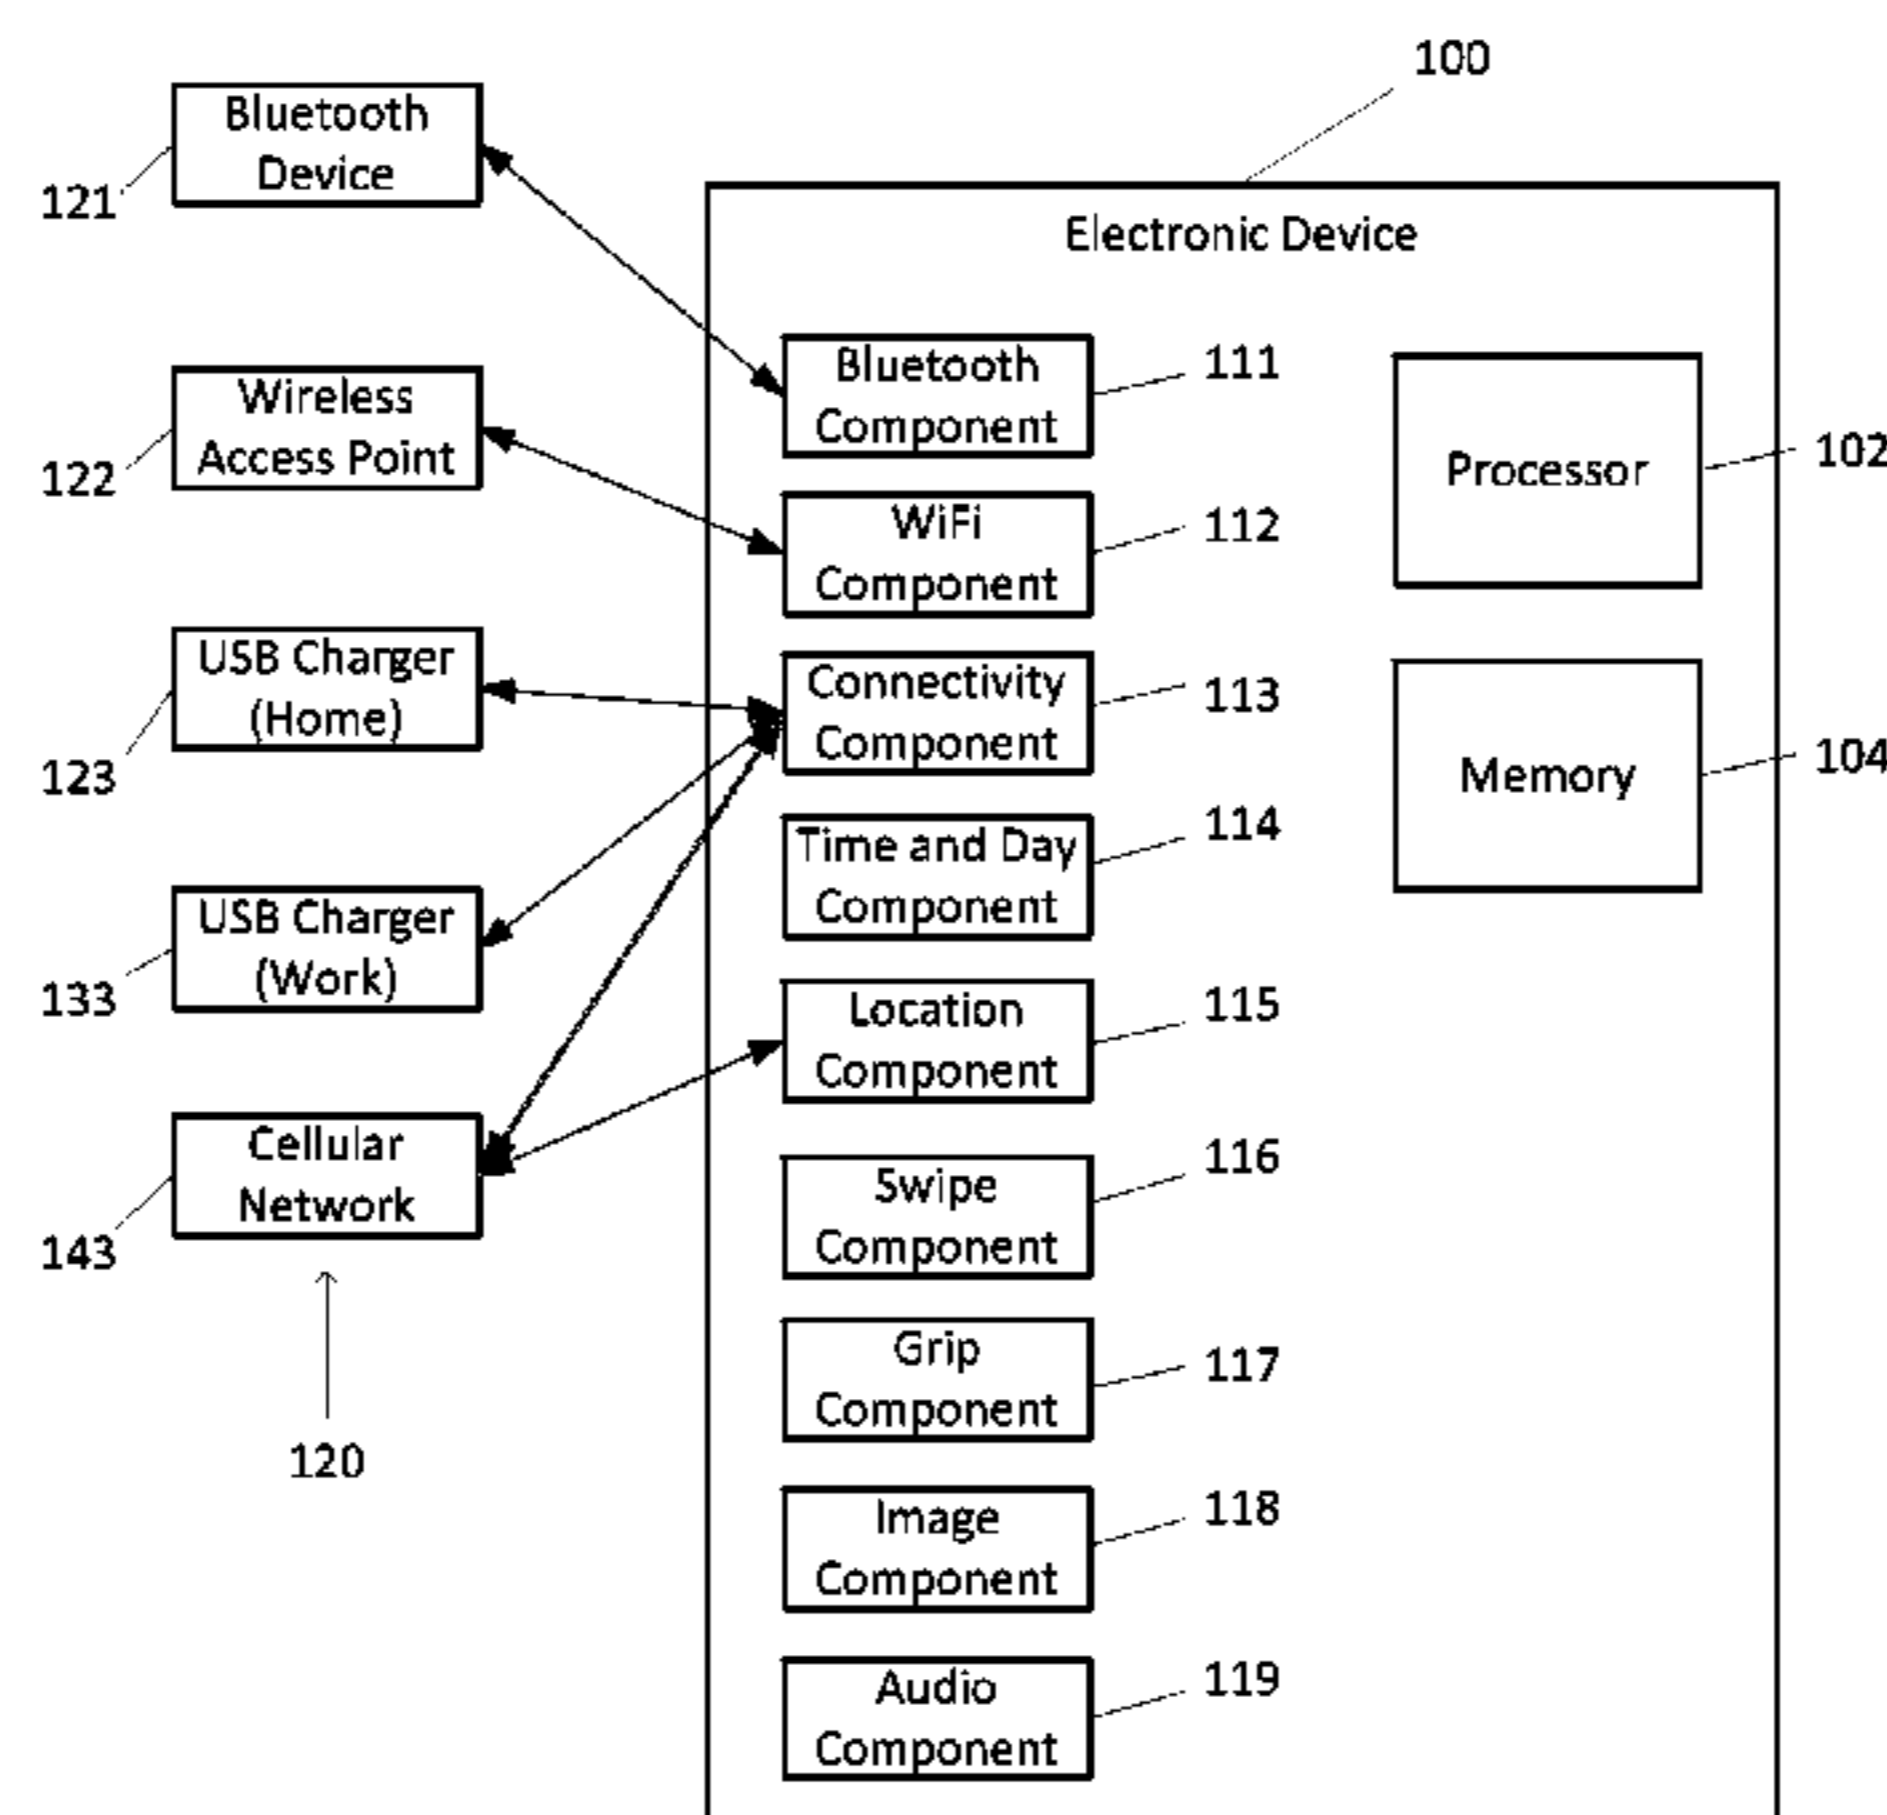 100
Bluetooth
Device
121
Electronic Device
Bluetooth
Component
111
Wireless
Access Point
122
Processor
102
WiFi
Component
112
USB Charger
(Home)
123
Connectivity
Component
113
Memory
104
Time and Day
Component
114
USB Charger
(Work)
133
Location
Component
115
Cellular
Network
143
Swipe
Component
116
120
Grip
Component
117
Image
Component
118
Audio
Component
119